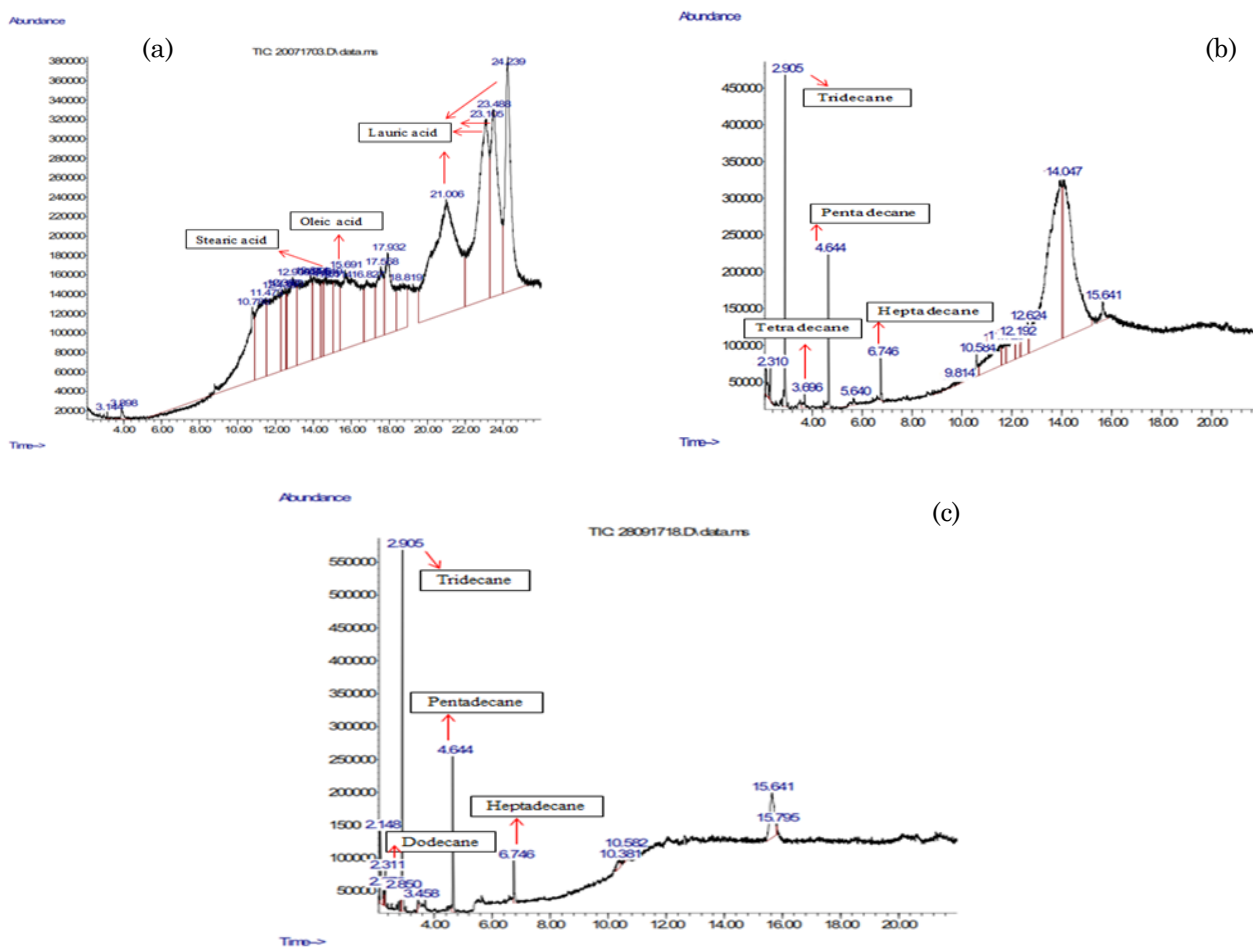 Abundance
(a)
TIC: 20071703.D\data.ms
380000
360000
340000
320000
300000
280000
260000
240000
220000
200000
180000
160000
140000
120000
100000
80000
60000
40000
20000
24.239
23.488
23.105
Lauric acid
21.006
Oleic acid
Stearic acid
17.932
15.691
18.819
3.898
4.00 6.00 8.00 10.00 12.00 14.00 16.00 18.00 20.00 22.00 24.00
Time-->
Abundance
(b)
450000
400000
350000
300000
250000
200000
150000
100000
50000
2.905
Tridecane
Penta decane
4.644
14.047
Tetra decane
Hepta decane
15.641
12.624
12.192
6.746
10.584
9.814
2.310
3.696
5.640
4.00 6.00 8.00 10.00 12.00 14.00 16.00 18.00 20.00
Time-->
Abundance
(c)
TIC: 28091718.D\data.ms
550000
500000
450000
400000
350000
300000
250000
200000
150000
100000
50000
2.905
Tridecane
Pentadecane
4.644
Heptadecane
15.641
15.795
2.148
Dodecane
10.582
10.381
2.311
6.746
2.850
3.458
4.00 6.00 8.00 10.00 12.00 14.00 16.00 18.00 20.00
Time-->